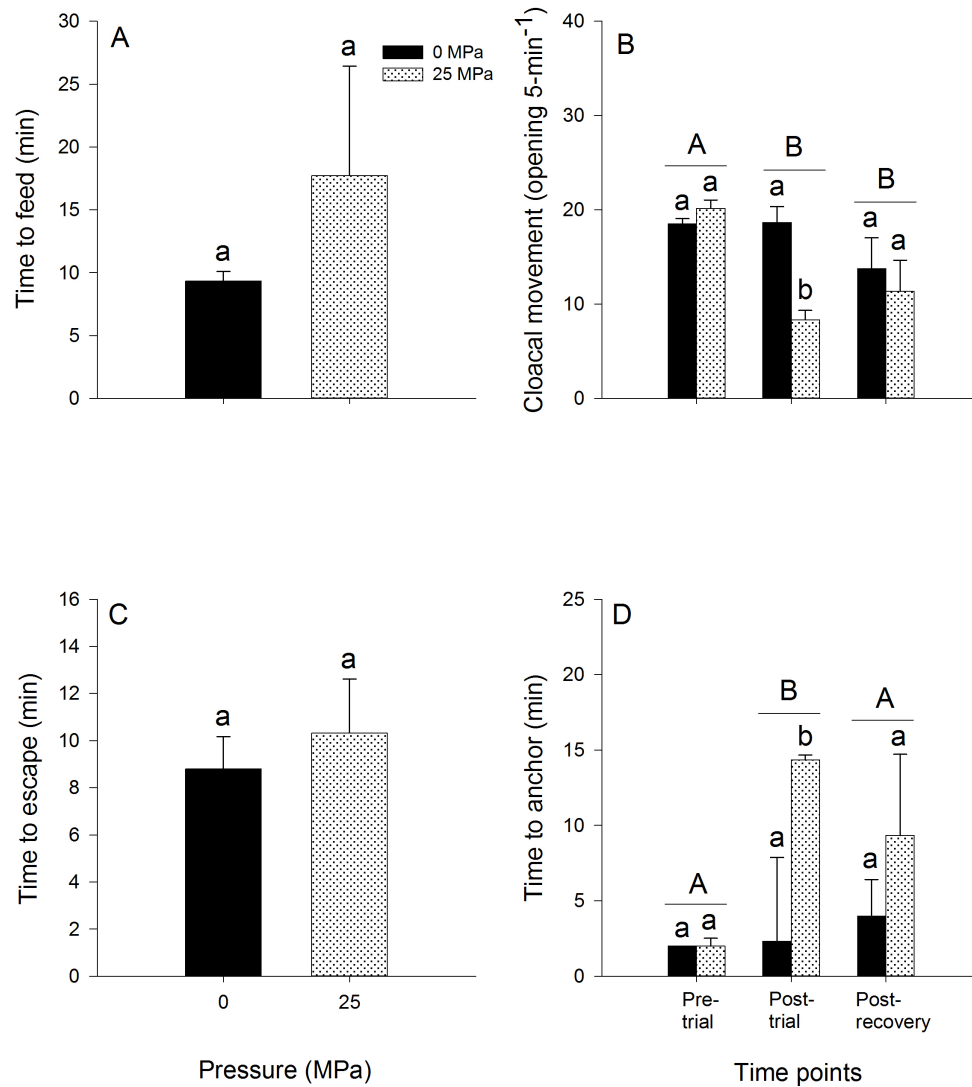 A
Time to feed (min)
30
25
20
15
10
5
0
a
a
0 MPa
25 MPa
B
Cloacal movement (opening 5-min⁻¹)
40
30
20
10
0
A
B
B
a
a
a
b
a
a
C
Time to escape (min)
16
14
12
10
8
6
4
2
0
a
a
0
25
Pressure (MPa)
D
Time to anchor (min)
25
20
15
10
5
0
A
B
A
a
a
a
b
a
a
Pre-
trial
Post-
trial
Post-
recovery
Time points